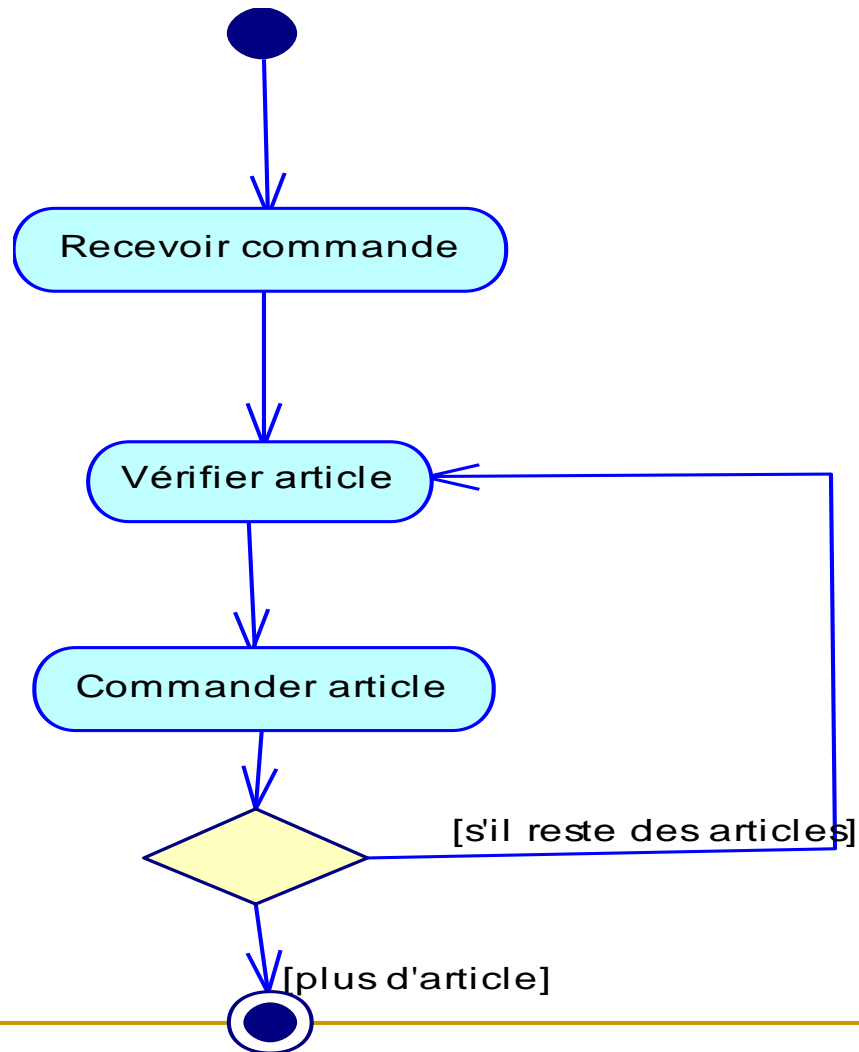 Recevoir commande
Vérifier article
Commander article
[s'il reste des articles]
[plus d'article]